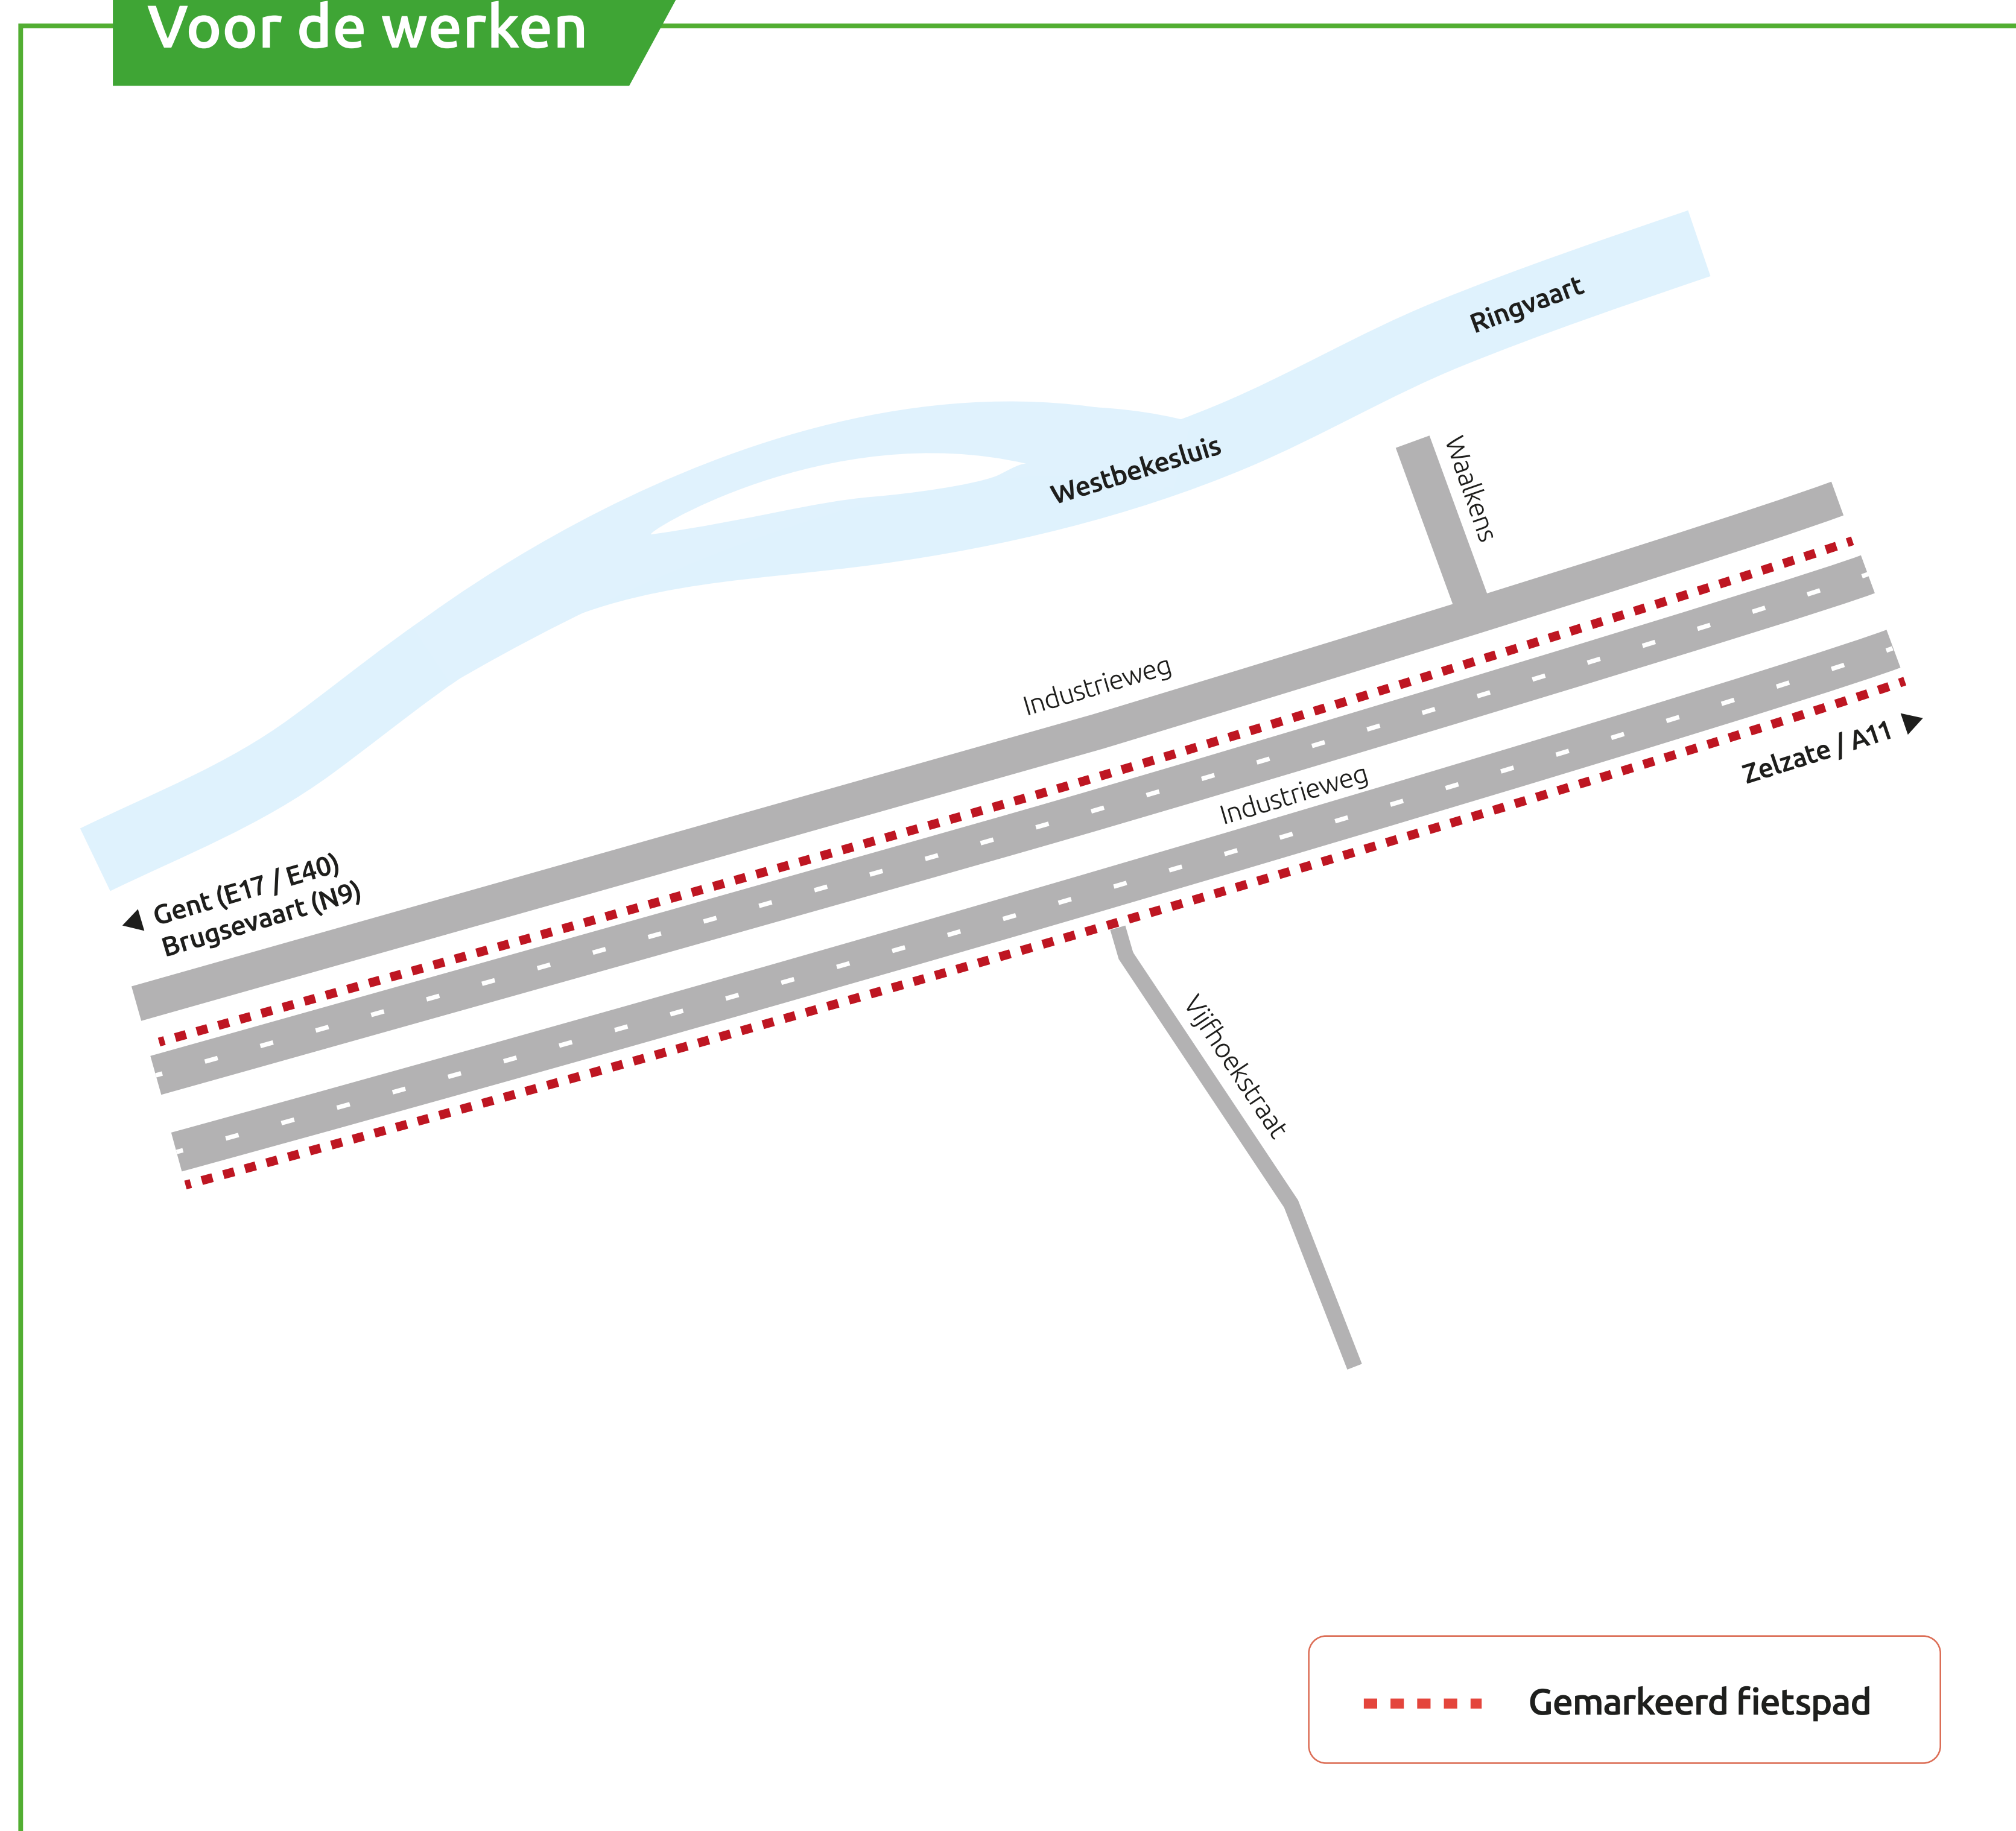 Voor de werken
Ringvaart
Westbekesluis
Waalkens
Industrieweg
Industrieweg
Zelzate / A11
Gent (E17 / E40)
Brugsevaart (N9)
Vijfhoekstraat
Gemarkeerd fietspad